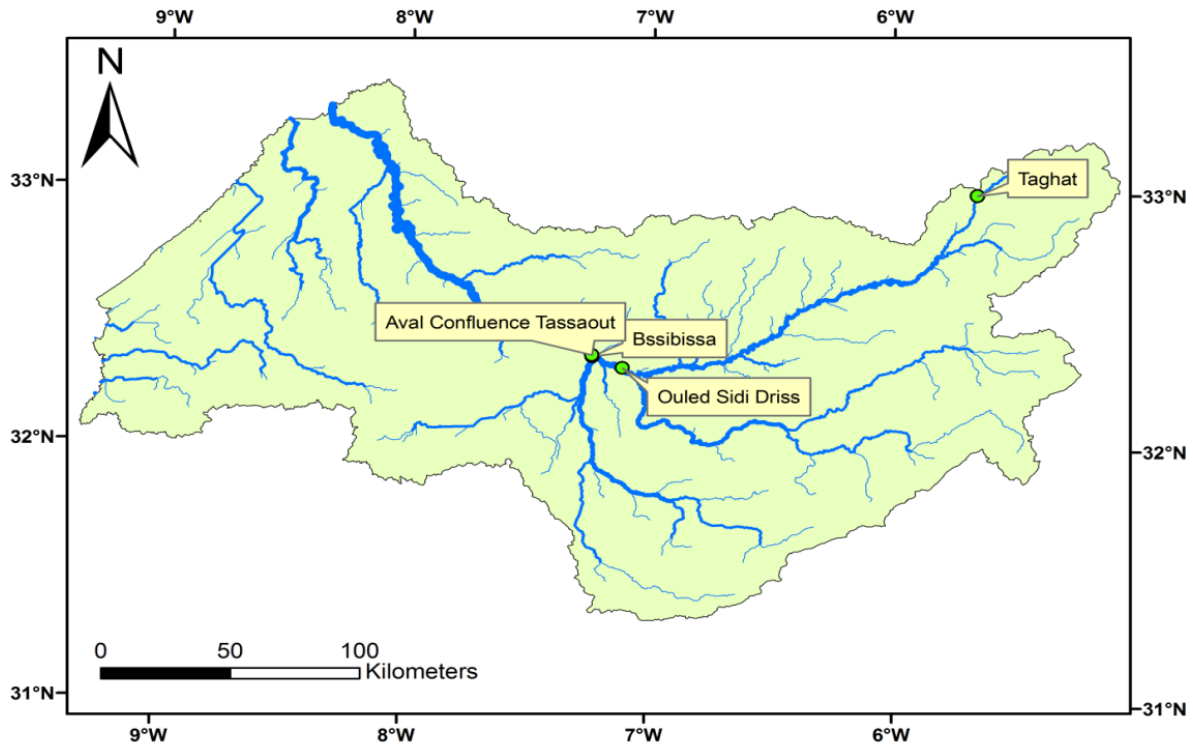 9°W 8°W 7°W 6°W
N
33°N 33°N
Taghat
Aval Confluence Tassaout
Bssibissa
Ouled Sidi Driss
32°N 32°N
0 50 100
Kilometers
31°N 31°N
9°W 8°W 7°W 6°W